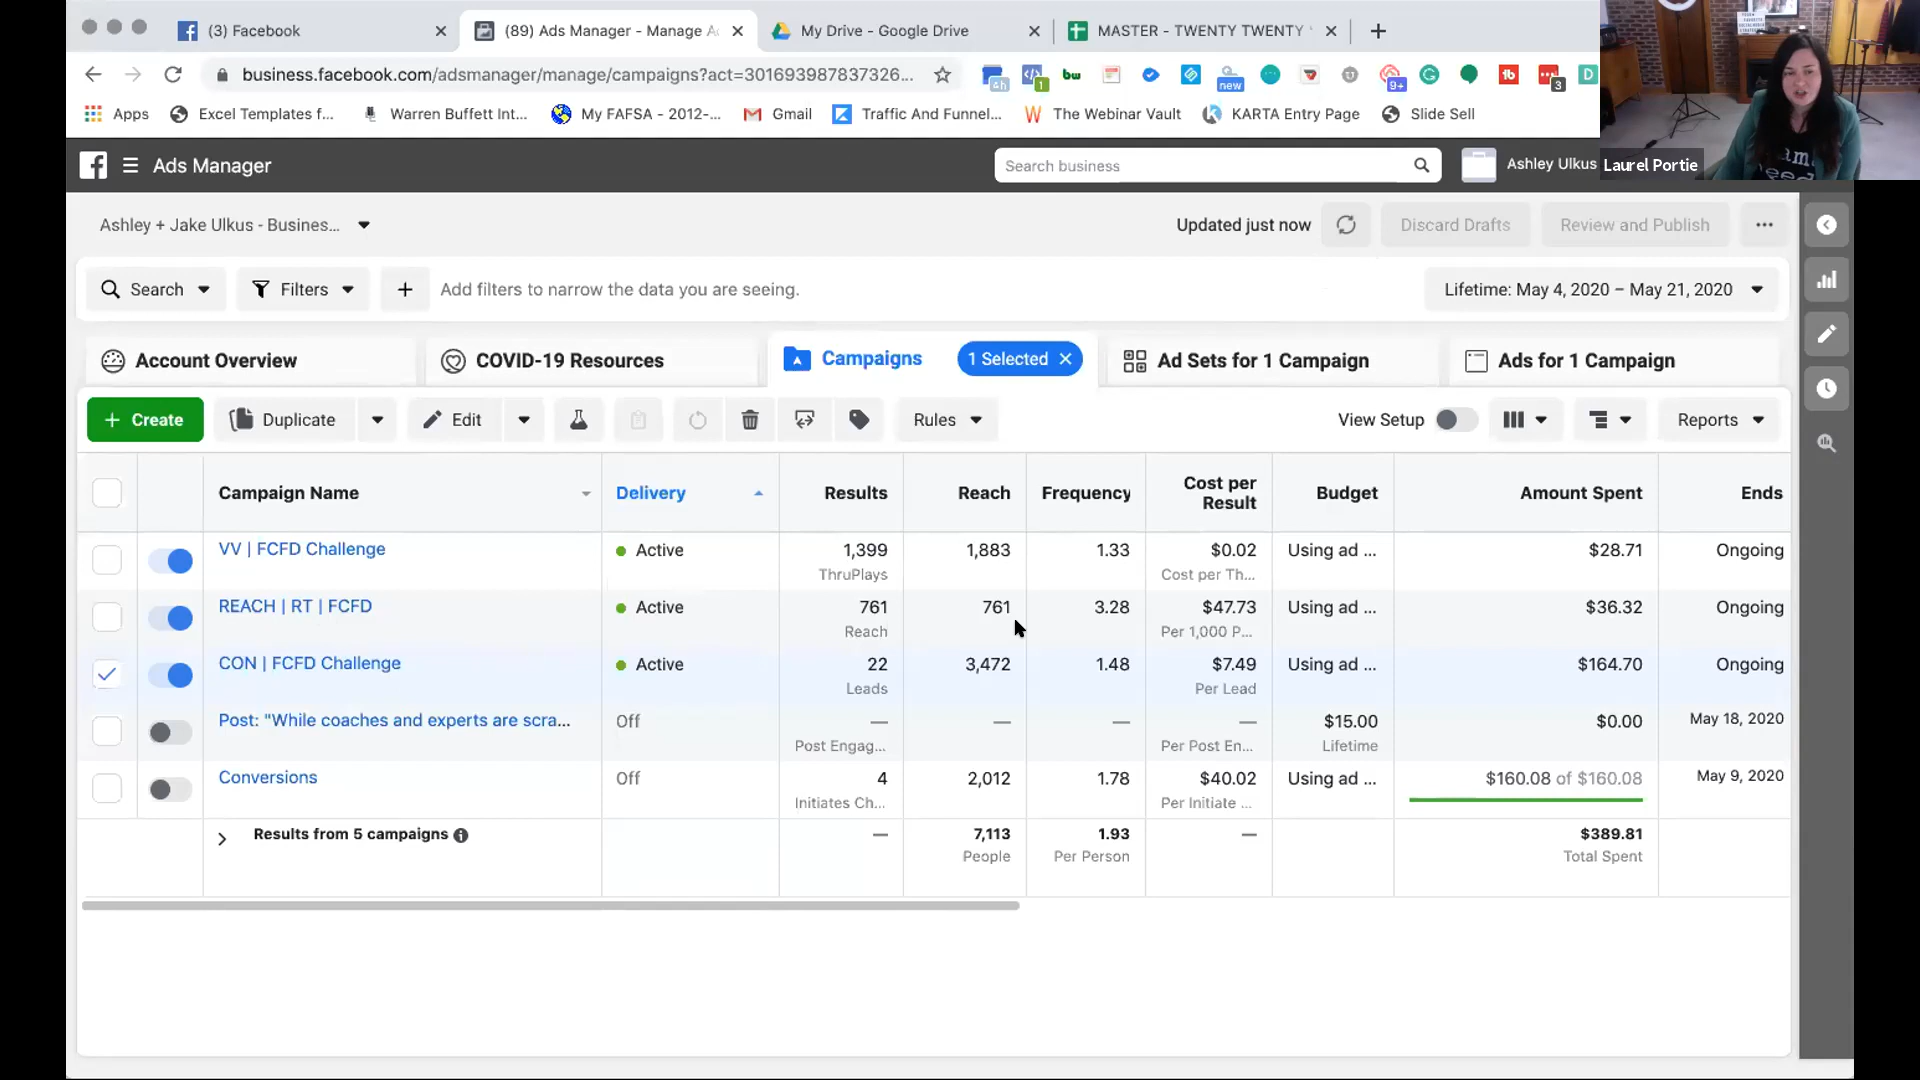 (3) Facebook
(89) Ads Manager - Manage A
My Drive - Google Drive
MASTER - TWENTY TWENTY
business.facebook.com/adsmanager/manage/campaigns?act=301693987837326...
4h
1
bw
new
9+
3
D
Apps
Excel Templates f...
Warren Buffett Int...
My FAFSA - 2012-...
Gmail
Traffic And Funnel...
The Webinar Vault
KARTA Entry Page
Slide Sell
Ads Manager
Search business
Ashley Ulkus
Laurel Portie
Ashley + Jake Ulkus - Busines...
Updated just now
Discard Drafts
Review and Publish
Search
Filters
Add filters to narrow the data you are seeing.
Lifetime: May 4, 2020 – May 21, 2020
Account Overview
COVID-19 Resources
Campaigns
1 Selected
Ad Sets for 1 Campaign
Ads for 1 Campaign
+ Create
Duplicate
Edit
Rules
View Setup
Reports
Campaign Name Delivery Results Reach Frequency Cost per Result Budget Amount Spent Ends
VV | FCFD Challenge Active 1,399 1,883 1.33 $0.02 Using ad ... $28.71 Ongoing
ThruPlays Cost per Th...
REACH | RT | FCFD Active 761 761 3.28 $47.73 Using ad ... $36.32 Ongoing
Reach Per 1,000 P...
CON | FCFD Challenge Active 22 3,472 1.48 $7.49 Using ad ... $164.70 Ongoing
Leads Per Lead
Post: "While coaches and experts are scra... Off — — — — $15.00 $0.00 May 18, 2020
Post Engag... Per Post En... Lifetime
Conversions Off 4 2,012 1.78 $40.02 Using ad ... $160.08 of $160.08 May 9, 2020
Initiates Ch... Per Initiate ...
Results from 5 campaigns — 7,113 1.93 — $389.81
People Per Person Total Spent